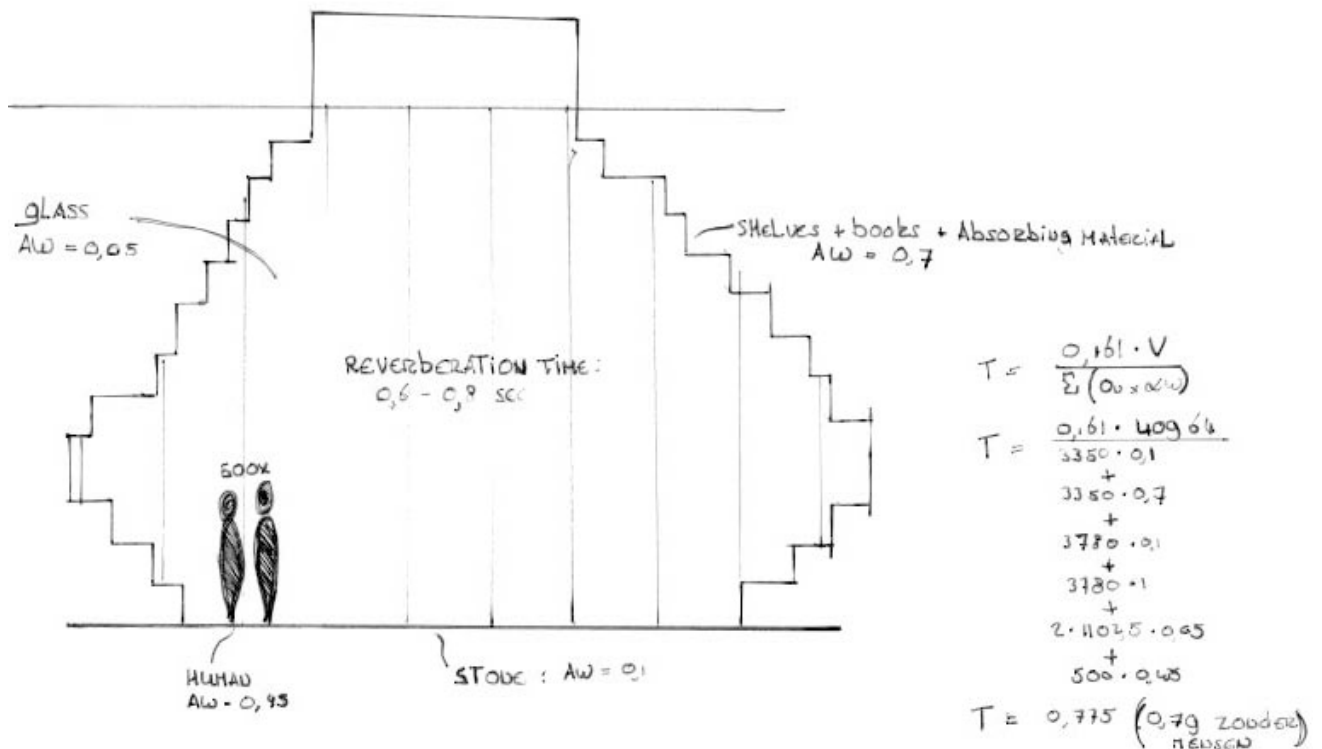 GLASS
AW = 0,05
SHELVES + books + Absorbing MATERIAL
AW = 0,7
REVERBERATION TIME:
0,6 - 0,8 sec
500x
HUMAN
AW - 0,45
STONE : AW = 0,1
T = 0,161 · V
Σ (Ov × αw)
T = 0,161 · 40964
3350 · 0,1
+
3350 · 0,7
+
3780 · 0,1
+
3780 · 1
+
2 · 1102,5 · 0,05
+
500 · 0,45
T = 0,775 (0,79 ZONDER
MENSEN